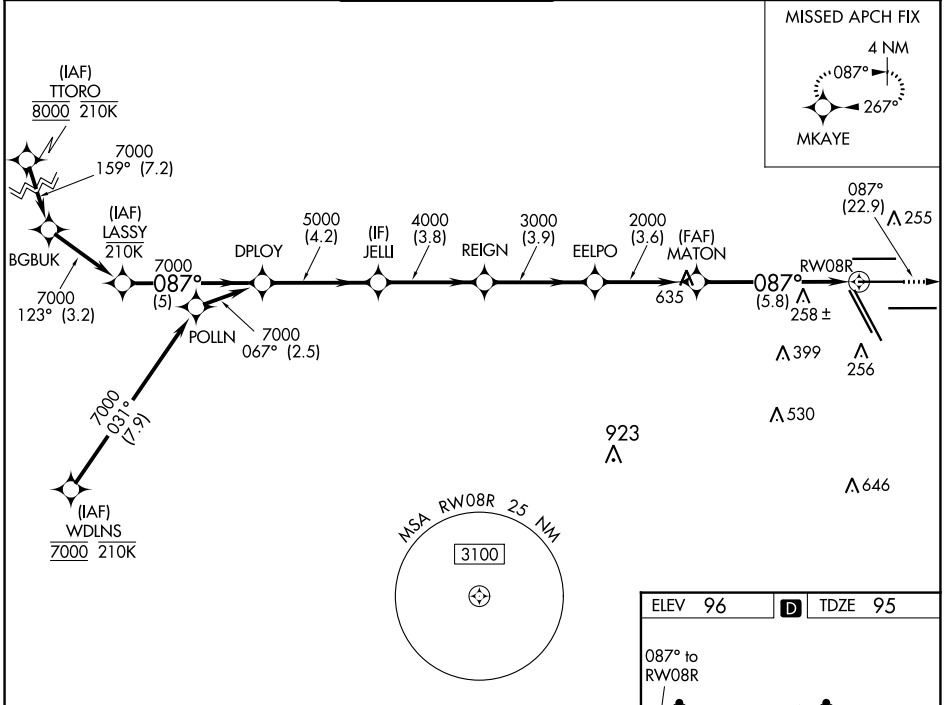 MISSED APCH FIX
4 NM
087°
267°
MKAYE
(IAF)
TTORO
8000 210K
7000
159° (7.2)
BGBUK
7000
123° (3.2)
(IAF)
LASSY
210K
7000
087°
(5)
DPLOY
POLLN
7000
067° (2.5)
7000
031°
(7.9)
(IAF)
WDLNS
7000 210K
5000
(4.2)
(IF)
JELLI
4000
(3.8)
REIGN
3000
(3.9)
EELPO
2000
(3.6)
(FAF)
MATON
635
087°
(5.8)
RW08R
087°
(22.9)
255
258 ±
399
256
530
923
646
MSA RW08R 25 NM
3100
ELEV 96 D TDZE 95
087° to
RW08R